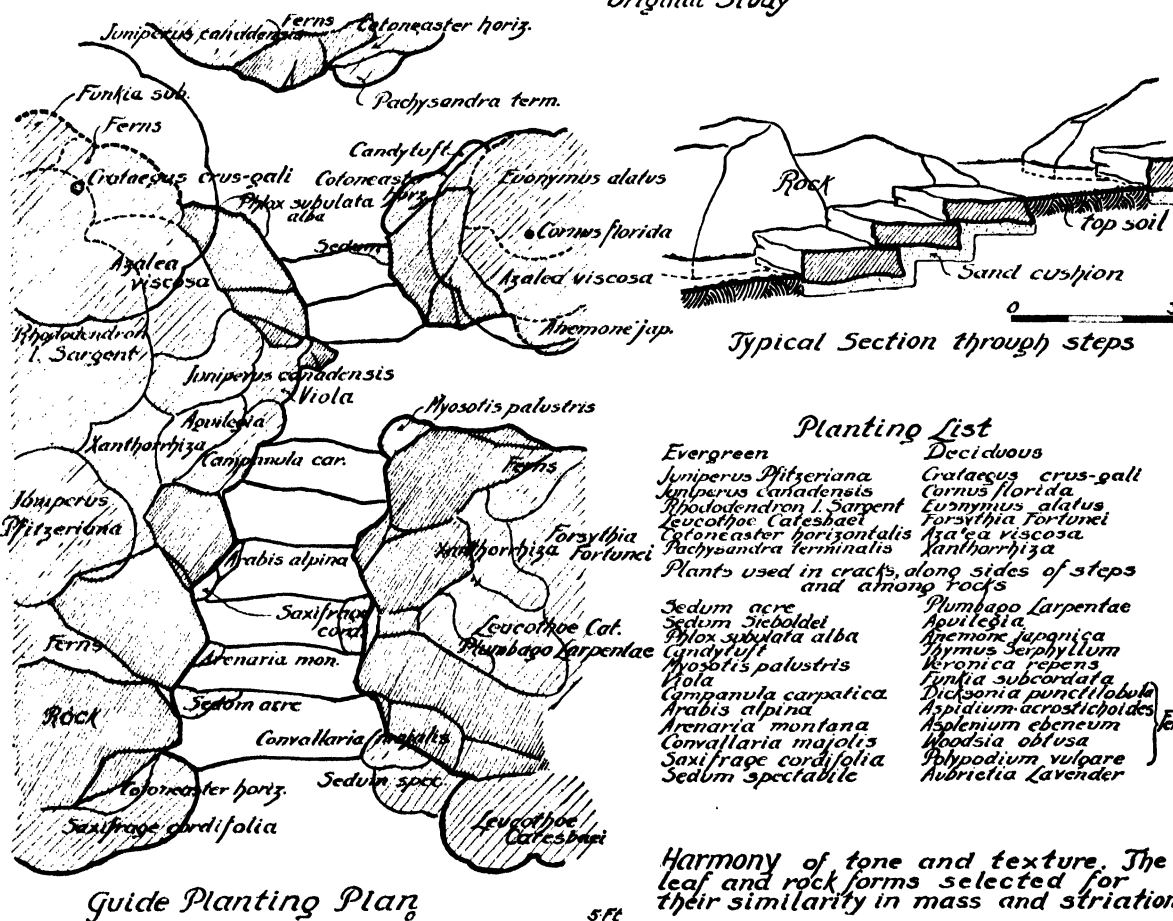 Original Study
Juniperus canadensis
Ferns
Cotoneaster horiz.
Pachysandra term.
Funkia sub.
Ferns
Crataegus crus-gali
Phlox subulata
alba
Candytuft
Cotoneaster
horiz.
Sedum
Euonymus alatus
Cornus florida
Azalea viscosa
Anemone jap.
Azalea
viscosa
Rhododendron
l. Sargent
Juniperus canadensis
Viola
Aquilegia
Xanthorrhiza
Campanula car.
Myosotis palustris
Ferns
Juniperus
Pfitzeriana
Arabis alpina
Xanthorrhiza
Forsythia
Fortunei
Saxifrage
cord.
Leucothoe Cat.
Plumbago Larpentae
Ferns
Arenaria mon.
Sedum acre
Rock
Convallaria majalis
Sedum spec.
Cotoneaster horiz.
Saxifrage cordifolia
Leucothoe
Catesbaei
Guide Planting Plan
0
5 Ft
Rock
top soil
Sand cushion
0
Typical Section through steps
Planting List
Evergreen Deciduous
Juniperus Pfitzeriana Crataegus crus-gali
Juniperus canadensis Cornus florida
Rhododendron l. Sargent Euonymus alatus
Leucothoe Catesbaei Forsythia Fortunei
Cotoneaster horizontalis Aza'ea viscosa
Pachysandra terminalis Xanthorrhiza
Plants used in cracks, along sides of steps
and among rocks
Sedum acre Plumbago Larpentae
Sedum Sieboldei Aquilegia
Phlox subulata alba Anemone japonica
Candytuft Thymus Serphyllum
Myosotis palustris Veronica repens
Viola Funkia subcordata
Campanula carpatica Dicksonia punctilobula
Arabis alpina Aspidium acrostichoides
Arenaria montana Asplenium ebeneum
Convallaria majolis Woodsia obtusa
Saxifrage cordifolia Polypodium vulgare
Sedum spectabile Aubrietia Lavender
Harmony of tone and texture. The
leaf and rock forms selected for
their similarity in mass and striation